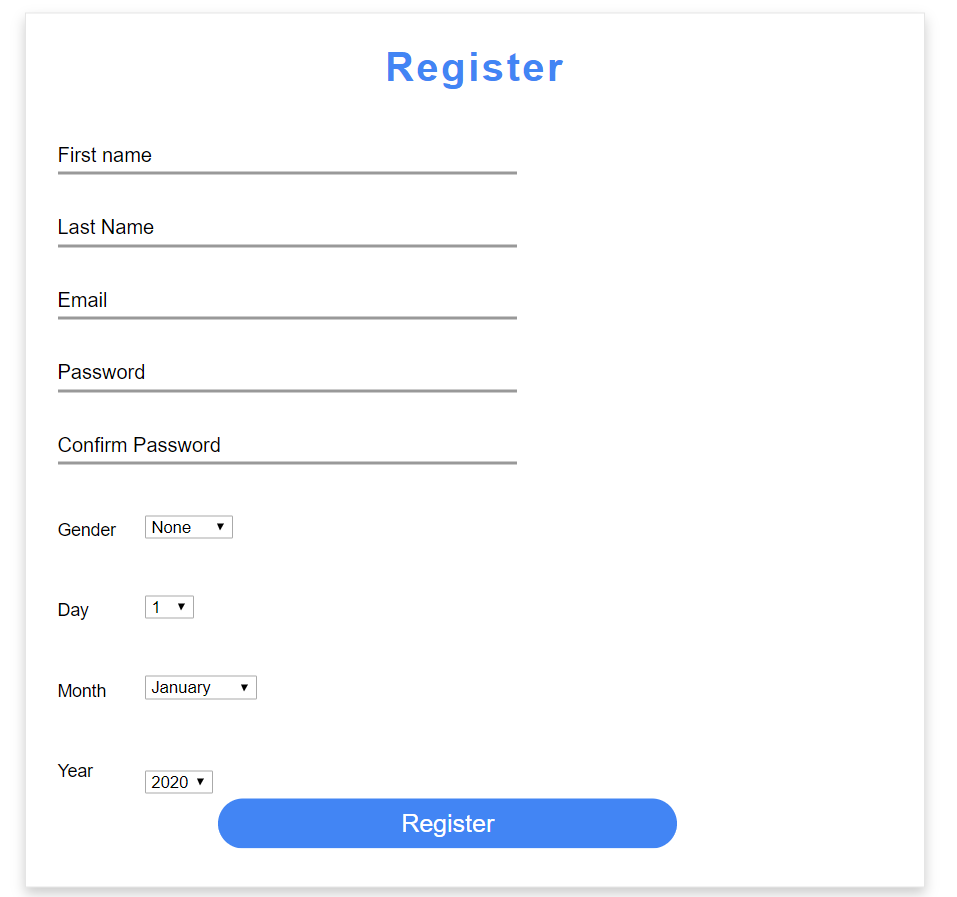 Register
First name
Last Name
Email
Password
Confirm Password
Gender None
Day 1
Month January
Year 2020
Register